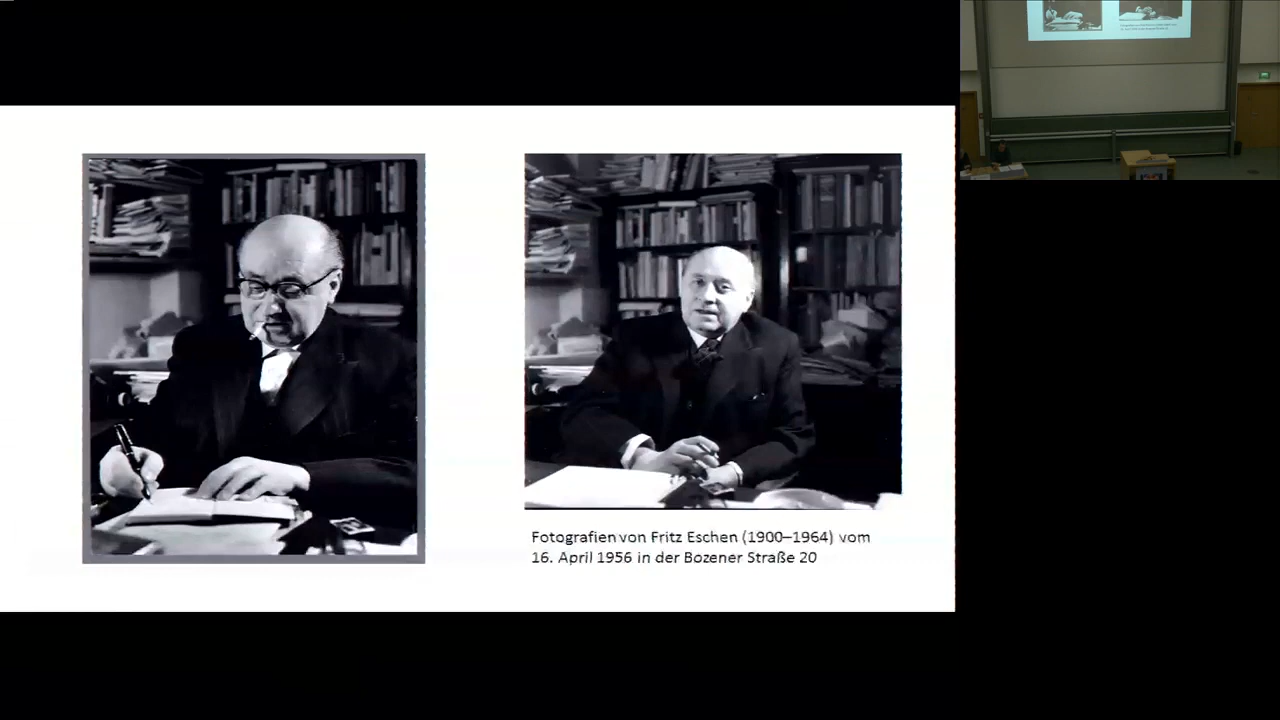 Fotografien von Fritz Eschen (1900–1964) vom
16. April 1956 in der Bozener Straße 20